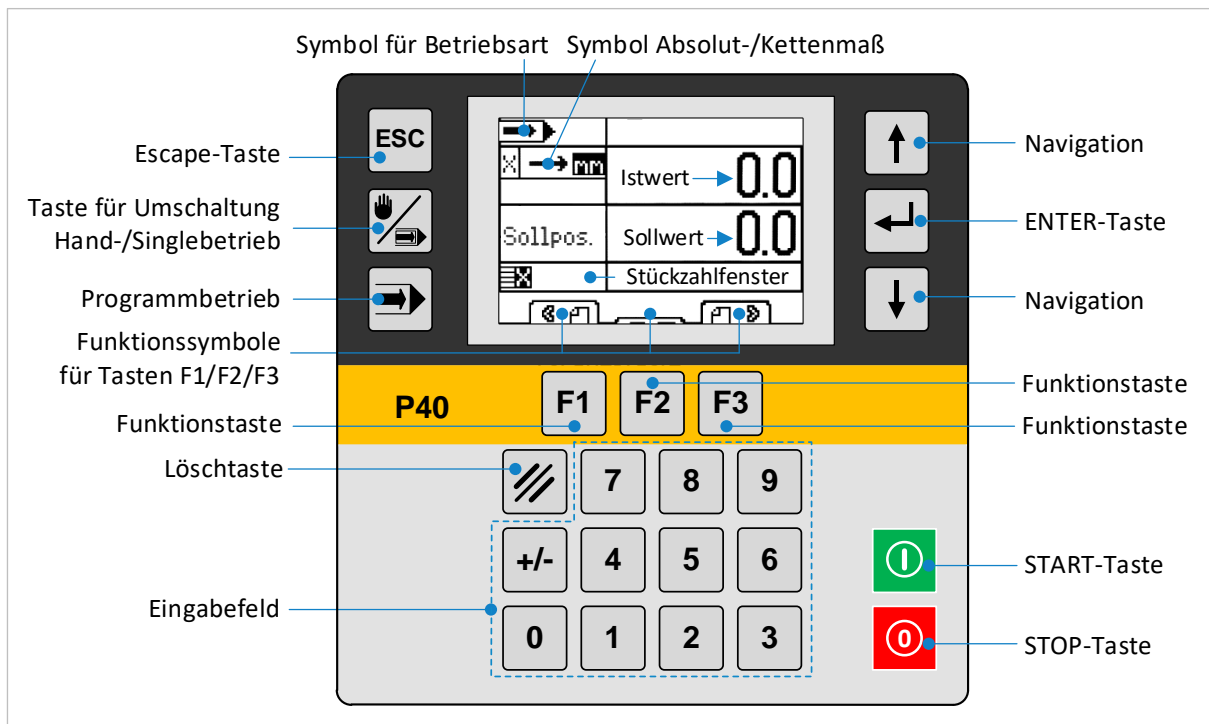 Symbol für Betriebsart
Symbol Absolut-/Kettenmaß
ESC
Escape-Taste
Taste für Umschaltung
Hand-/Singlebetrieb
Programmbetrieb
Funktionssymbole
für Tasten F1/F2/F3
X
mm
Istwert
0.0
Sollpos.
Sollwert
0.0
Stückzahlfenster
Navigation
ENTER-Taste
Navigation
P40
F1
F2
F3
Funktionstaste
Funktionstaste
Funktionstaste
Löschtaste
7
8
9
+/-
4
5
6
Eingabefeld
0
1
2
3
START-Taste
0
STOP-Taste